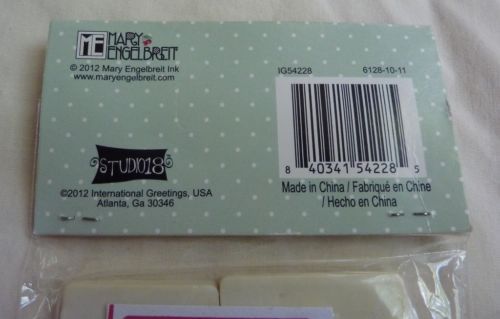 ME MARY
ENGELBREIT
© 2012 Mary Engelbreit Ink
www.maryengelbreit.com
IG54228 6128-10-11
8 40341 54228 5
Made in China / Fabriqué en Chine
/ Hecho en China
STUDIO18
©2012 International Greetings, USA
Atlanta, Ga 30346